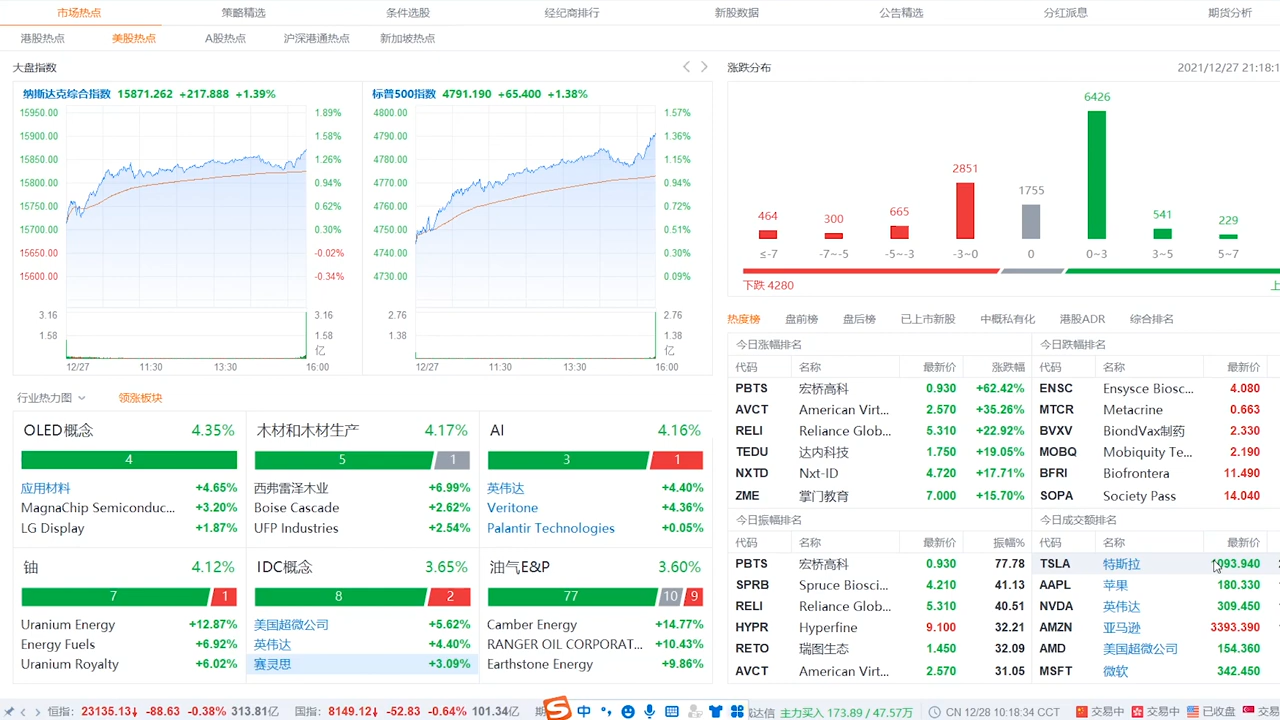 市场热点 策略精选 条件选股 经纪商排行 新股数据 公告精选 分红派息 期货分析
港股热点 美股热点 A股热点 沪深港通热点 新加坡热点
大盘指数
涨跌分布 2021/12/27 21:18:1
纳斯达克综合指数 15871.262 +217.888 +1.39%
15950.00 1.89%
15900.00 1.58%
15850.00 1.26%
15800.00 0.94%
15750.00 0.62%
15700.00 0.30%
15650.00 -0.02%
15600.00 -0.34%
3.16 3.16
1.58 1.58
亿
12/27 11:30 13:30 16:00
标普500指数 4791.190 +65.400 +1.38%
4800.00 1.57%
4790.00 1.36%
4780.00 1.15%
4770.00 0.94%
4760.00 0.72%
4750.00 0.51%
4740.00 0.30%
4730.00 0.09%
2.76 2.76
1.38 1.38
亿
12/27 11:30 13:30 16:00
464 300 665 2851 1755 6426 541 229
≤-7 -7~-5 -5~-3 -3~0 0 0~3 3~5 5~7
下跌 4280
行业热力图 领涨板块
OLED概念 4.35%
4
应用材料 +4.65%
MagnaChip Semiconduc... +3.20%
LG Display +1.87%
木材和木材生产 4.17%
5 1
西弗雷泽木业 +6.99%
Boise Cascade +2.62%
UFP Industries +2.54%
AI 4.16%
3 1
英伟达 +4.40%
Veritone +4.36%
Palantir Technologies +0.05%
铀 4.12%
7 1
Uranium Energy +12.87%
Energy Fuels +6.92%
Uranium Royalty +6.02%
IDC概念 3.65%
8 2
美国超微公司 +5.62%
英伟达 +4.40%
赛灵思 +3.09%
油气E&P 3.60%
77 10 9
Camber Energy +14.77%
RANGER OIL CORPORAT... +10.43%
Earthstone Energy +9.86%
热度榜 盘前榜 盘后榜 已上市新股 中概私有化 港股ADR 综合排名
今日涨幅排名
代码 名称 最新价 涨跌幅
PBTS 宏桥高科 0.930 +62.42%
AVCT American Virt... 2.570 +35.26%
RELI Reliance Glob... 5.310 +22.92%
TEDU 达内科技 1.750 +19.05%
NXTD Nxt-ID 4.720 +17.71%
ZME 掌门教育 7.000 +15.70%
今日跌幅排名
代码 名称 最新价
ENSC Ensysce Biosc... 4.080
MTCR Metacrine 0.663
BVXV BiondVax制药 2.330
MOBQ Mobiquity Te... 2.190
BFRI Biofrontera 11.490
SOPA Society Pass 14.040
今日振幅排名
代码 名称 最新价 振幅%
PBTS 宏桥高科 0.930 77.78
SPRB Spruce Biosci... 4.210 41.13
RELI Reliance Glob... 5.310 40.51
HYPR Hyperfine 9.100 32.21
RETO 瑞图生态 1.450 32.09
AVCT American Virt... 2.570 31.05
今日成交额排名
代码 名称 最新价
TSLA 特斯拉 1093.940
AAPL 苹果 180.330
NVDA 英伟达 309.450
AMZN 亚马逊 3393.390
AMD 美国超微公司 154.360
MSFT 微软 342.450
恒指: 23135.13↓ -88.63 -0.38% 313.81亿 国指: 8149.12↓ -52.83 -0.64% 101.34亿 中 主力买入 173.89 / 47.57万 CN 12/28 10:18:34 CCT 交易中 交易中 已收盘